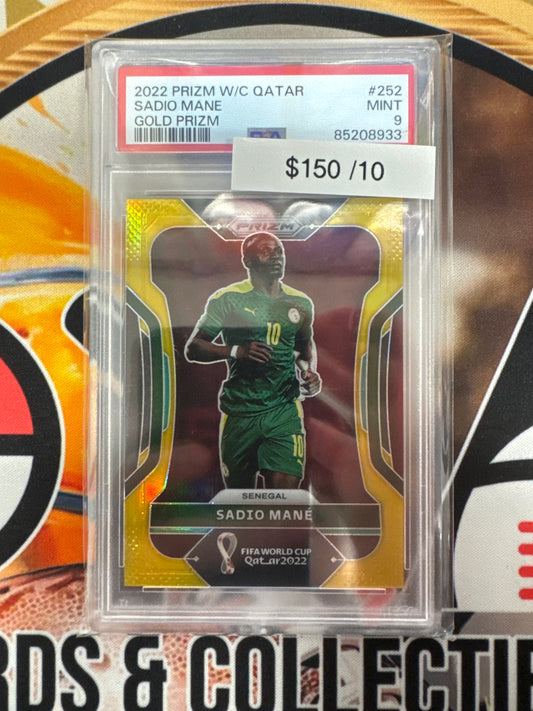 2022 PRIZM W/C QATAR #252
SADIO MANE MINT
GOLD PRIZM 9
85208933
$150 /10
PRIZM
10
10
SENEGAL
SADIO MANÉ
FIFA WORLD CUP
Qatar2022
RDS & COLLECTIB